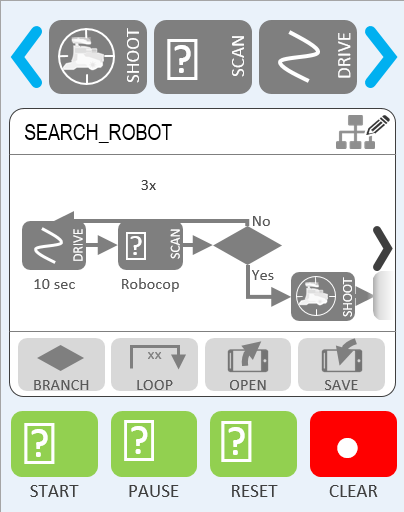 SHOOT
SCAN
DRIVE
SEARCH_ROBOT
3x
No
DRIVE
SCAN
10 sec
Robocop
Yes
SHOOT
xx
BRANCH
LOOP
OPEN
SAVE
?
?
?
START
PAUSE
RESET
CLEAR